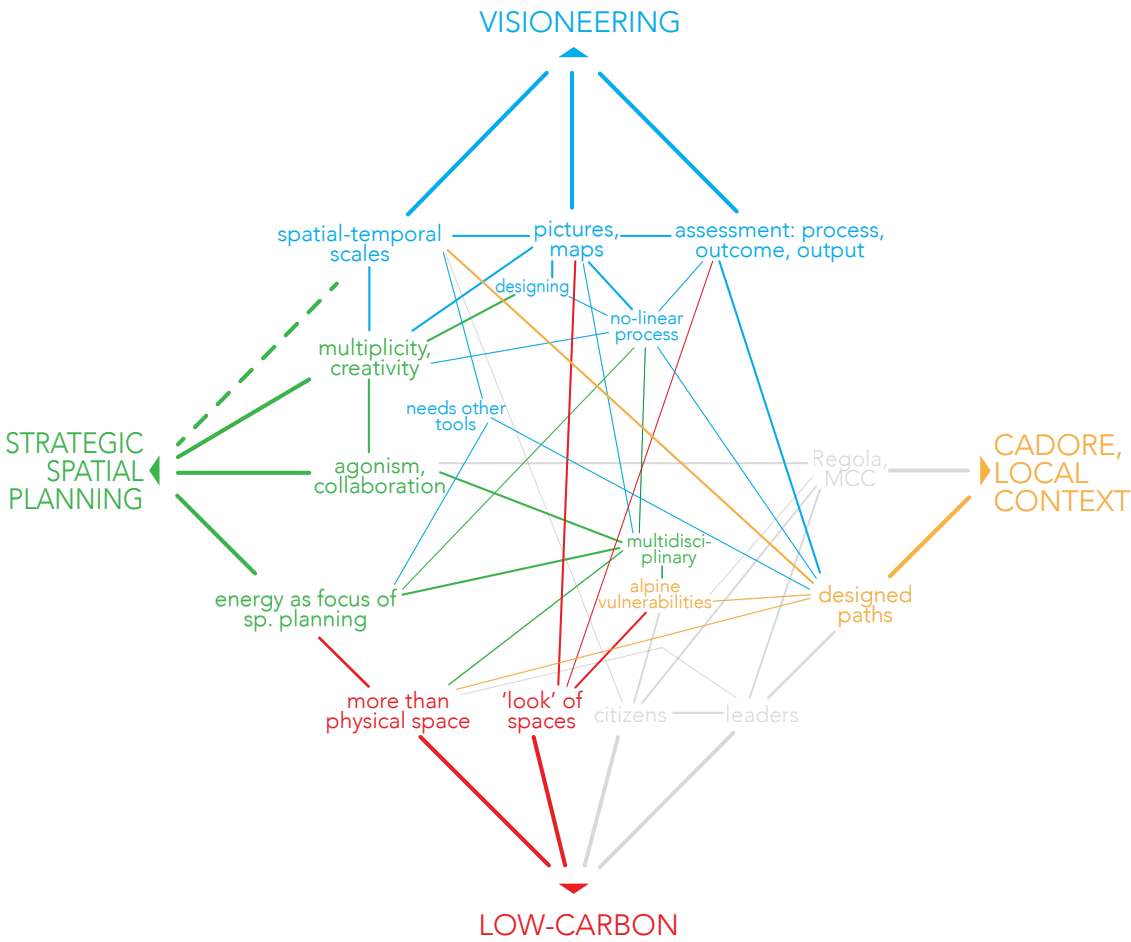 VISIONEERING
spatial-temporal
scales
pictures,
maps
assessment: process,
outcome, output
designing
no-linear
process
multiplicity,
creativity
needs other
tools
STRATEGIC
SPATIAL
PLANNING
agonism,
collaboration
Regola,
MCC
CADORE,
LOCAL
CONTEXT
multidisci-
plinary
alpine
vulnerabilities
energy as focus of
sp. planning
designed
paths
more than
physical space
'look' of
spaces
citizens
leaders
LOW-CARBON